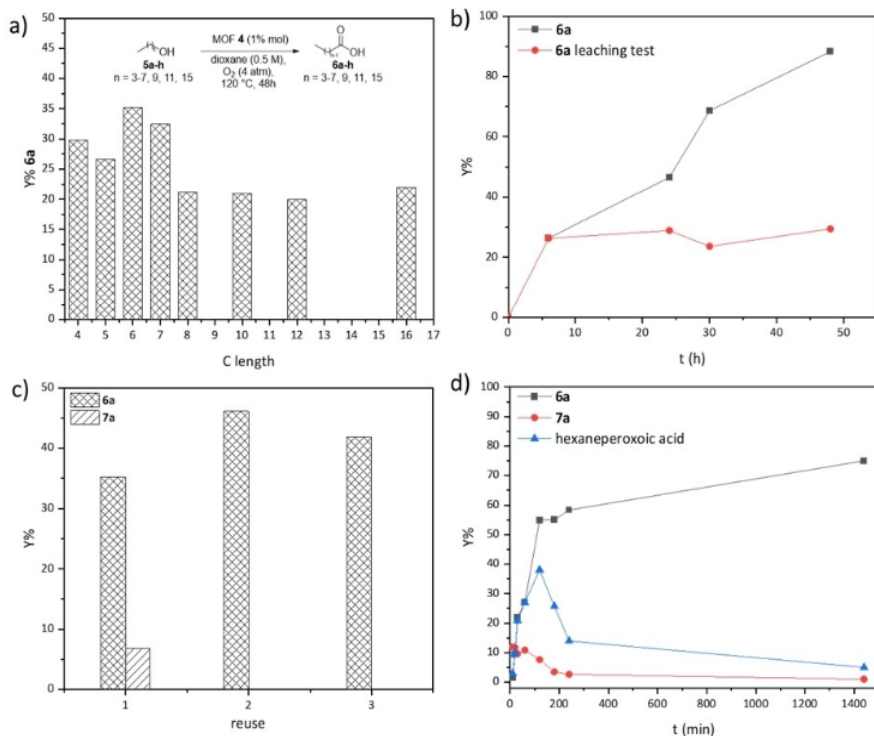 a)
50
45
40
35
30
25
20
15
10
5
0
Y% 6a
OH
5a-h
n = 3-7, 9, 11, 15
MOF 4 (1% mol)
dioxane (0.5 M),
O2 (4 atm),
120 °C, 48h
O
OH
6a-h
n = 3-7, 9, 11, 15
4 5 6 7 8 9 10 11 12 13 14 15 16 17
C length
b)
100
80
60
40
20
0
Y%
6a
6a leaching test
0 10 20 30 40 50
t (h)
c)
50
40
30
20
10
0
Y%
6a
7a
1 2 3
reuse
d)
100
90
80
70
60
50
40
30
20
10
0
Y%
6a
7a
hexaneperoxoic acid
0 200 400 600 800 1000 1200 1400
t (min)